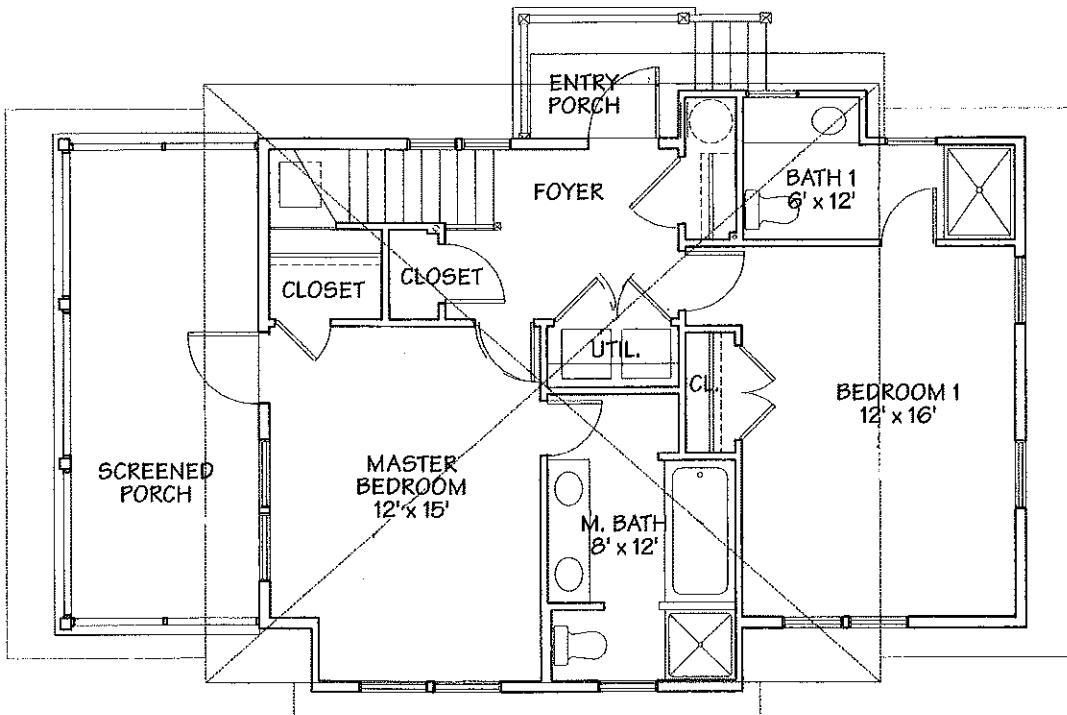 ENTRY
PORCH
FOYER
BATH 1
6' x 12'
CLOSET
CLOSET
UTIL.
CL.
BEDROOM 1
12' x 16'
SCREENED
PORCH
MASTER
BEDROOM
12' x 15'
M. BATH
8' x 12'